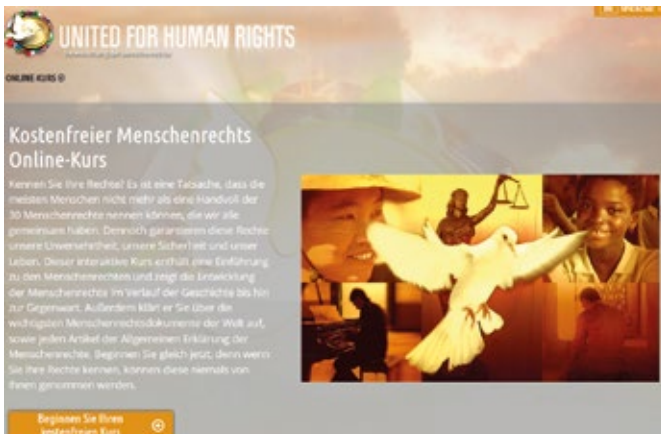 SPRACHE
UNITED FOR HUMAN RIGHTS
ONLINE-KURS
Kostenfreier Menschenrechts
Online-Kurs
Kennen Sie Ihre Rechte? Es ist eine Tatsache, dass die
meisten Menschen nicht mehr als eine Handvoll der
30 Menschenrechte nennen können, die wir alle
gemeinsam haben. Dennoch garantieren diese Rechte
unsere Unversehrtheit, unsere Sicherheit und unser
Leben. Dieser interaktive Kurs enthält eine Einführung
zu den Menschenrechten und zeigt die Entwicklung
der Menschenrechte im Verlauf der Geschichte bis hin
zur Gegenwart. Außerdem klärt er Sie über die
wichtigsten Menschenrechtsdokumente der Welt auf,
sowie jeden Artikel der Allgemeinen Erklärung der
Menschenrechte. Beginnen Sie gleich jetzt, denn wenn
Sie Ihre Rechte kennen, können diese niemals von
Ihnen genommen werden.
Beginnen Sie Ihren
kostenfreien Kurs